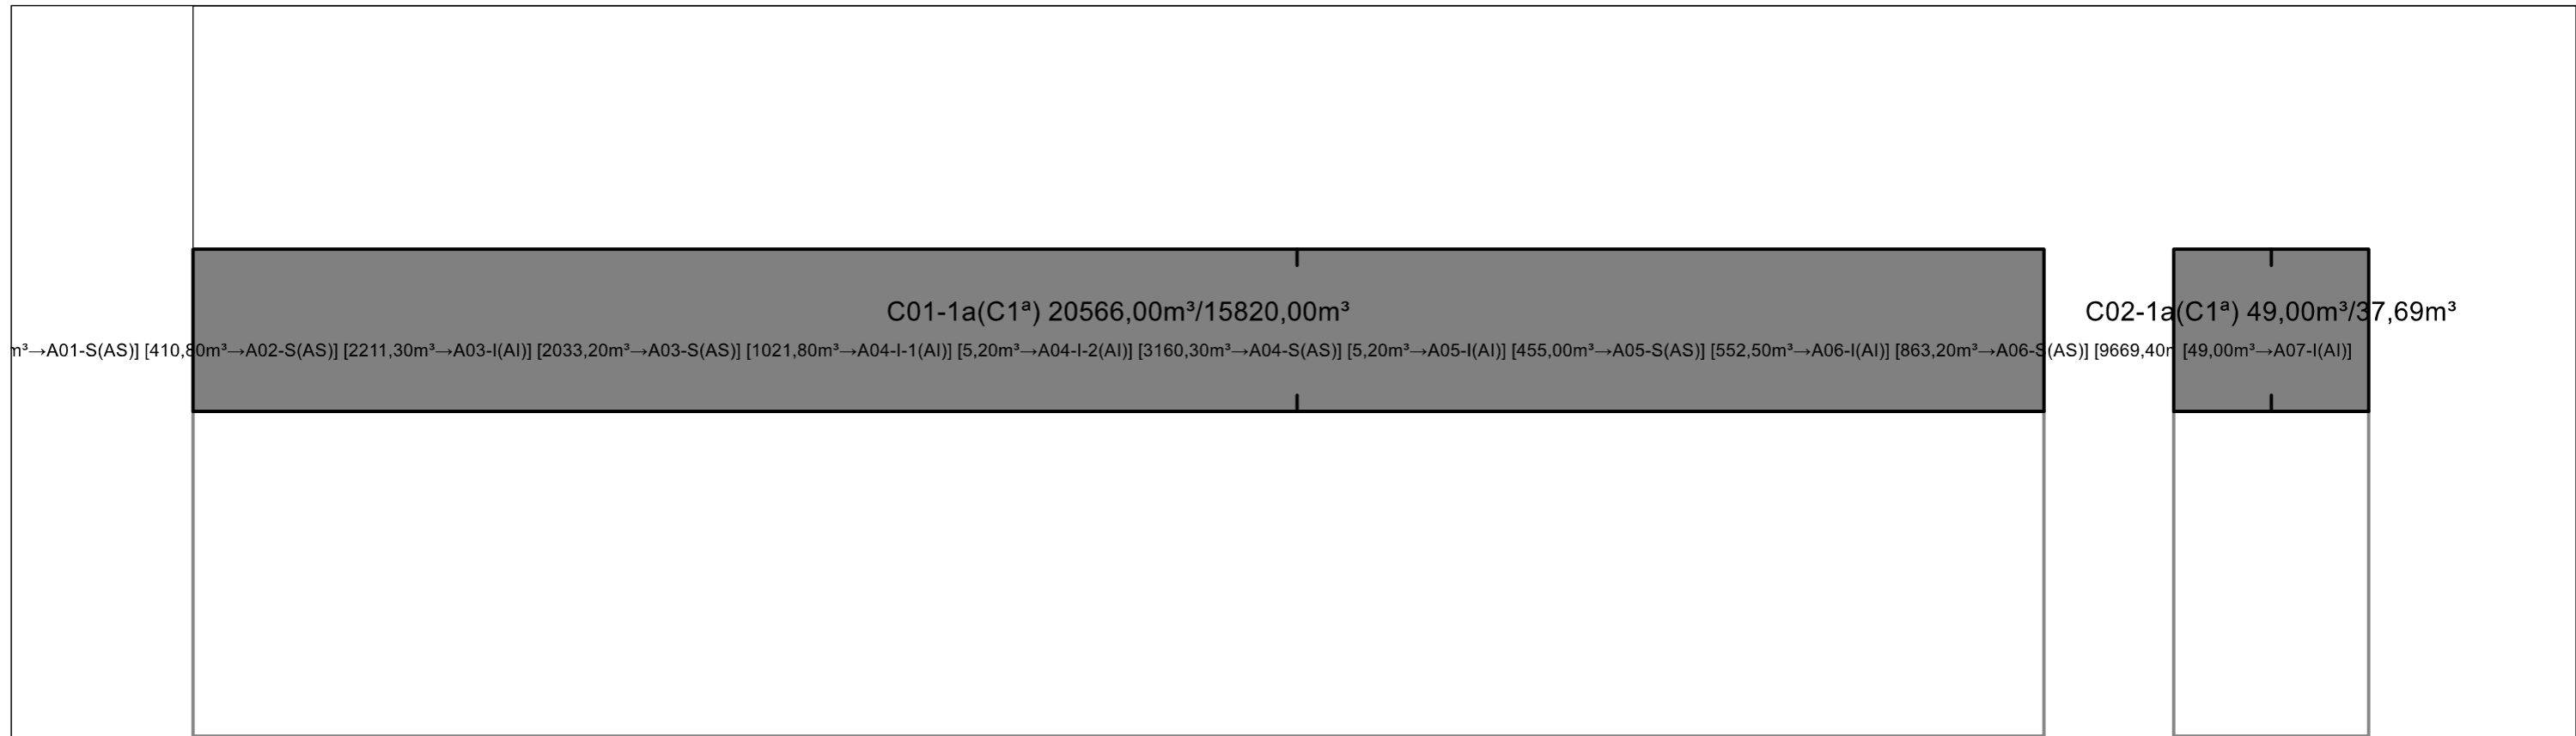 C01-1a(C1ª) 20566,00m³/15820,00m³
C02-1a(C1ª) 49,00m³/37,69m³
m³→A01-S(AS)] [410,80m³→A02-S(AS)] [2211,30m³→A03-I(AI)] [2033,20m³→A03-S(AS)] [1021,80m³→A04-I-1(AI)] [5,20m³→A04-I-2(AI)] [3160,30m³→A04-S(AS)] [5,20m³→A05-I(AI)] [455,00m³→A05-S(AS)] [552,50m³→A06-I(AI)] [863,20m³→A06-S(AS)] [9669,40
[49,00m³→A07-I(AI)]